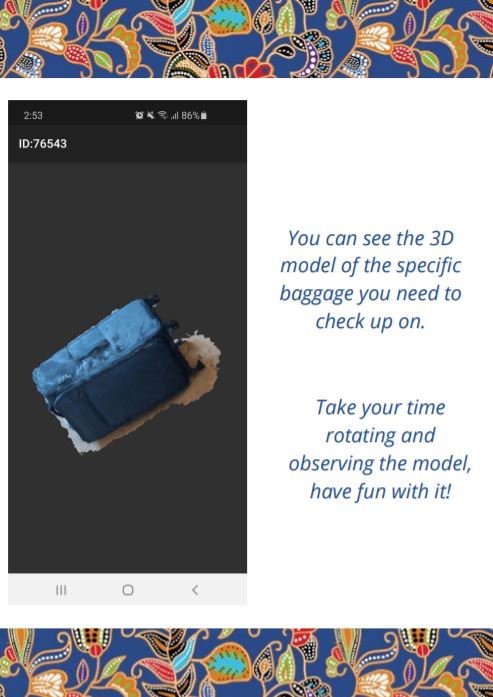 2:53
86%
ID:76543
You can see the 3D
model of the specific
baggage you need to
check up on.
Take your time
rotating and
observing the model,
have fun with it!